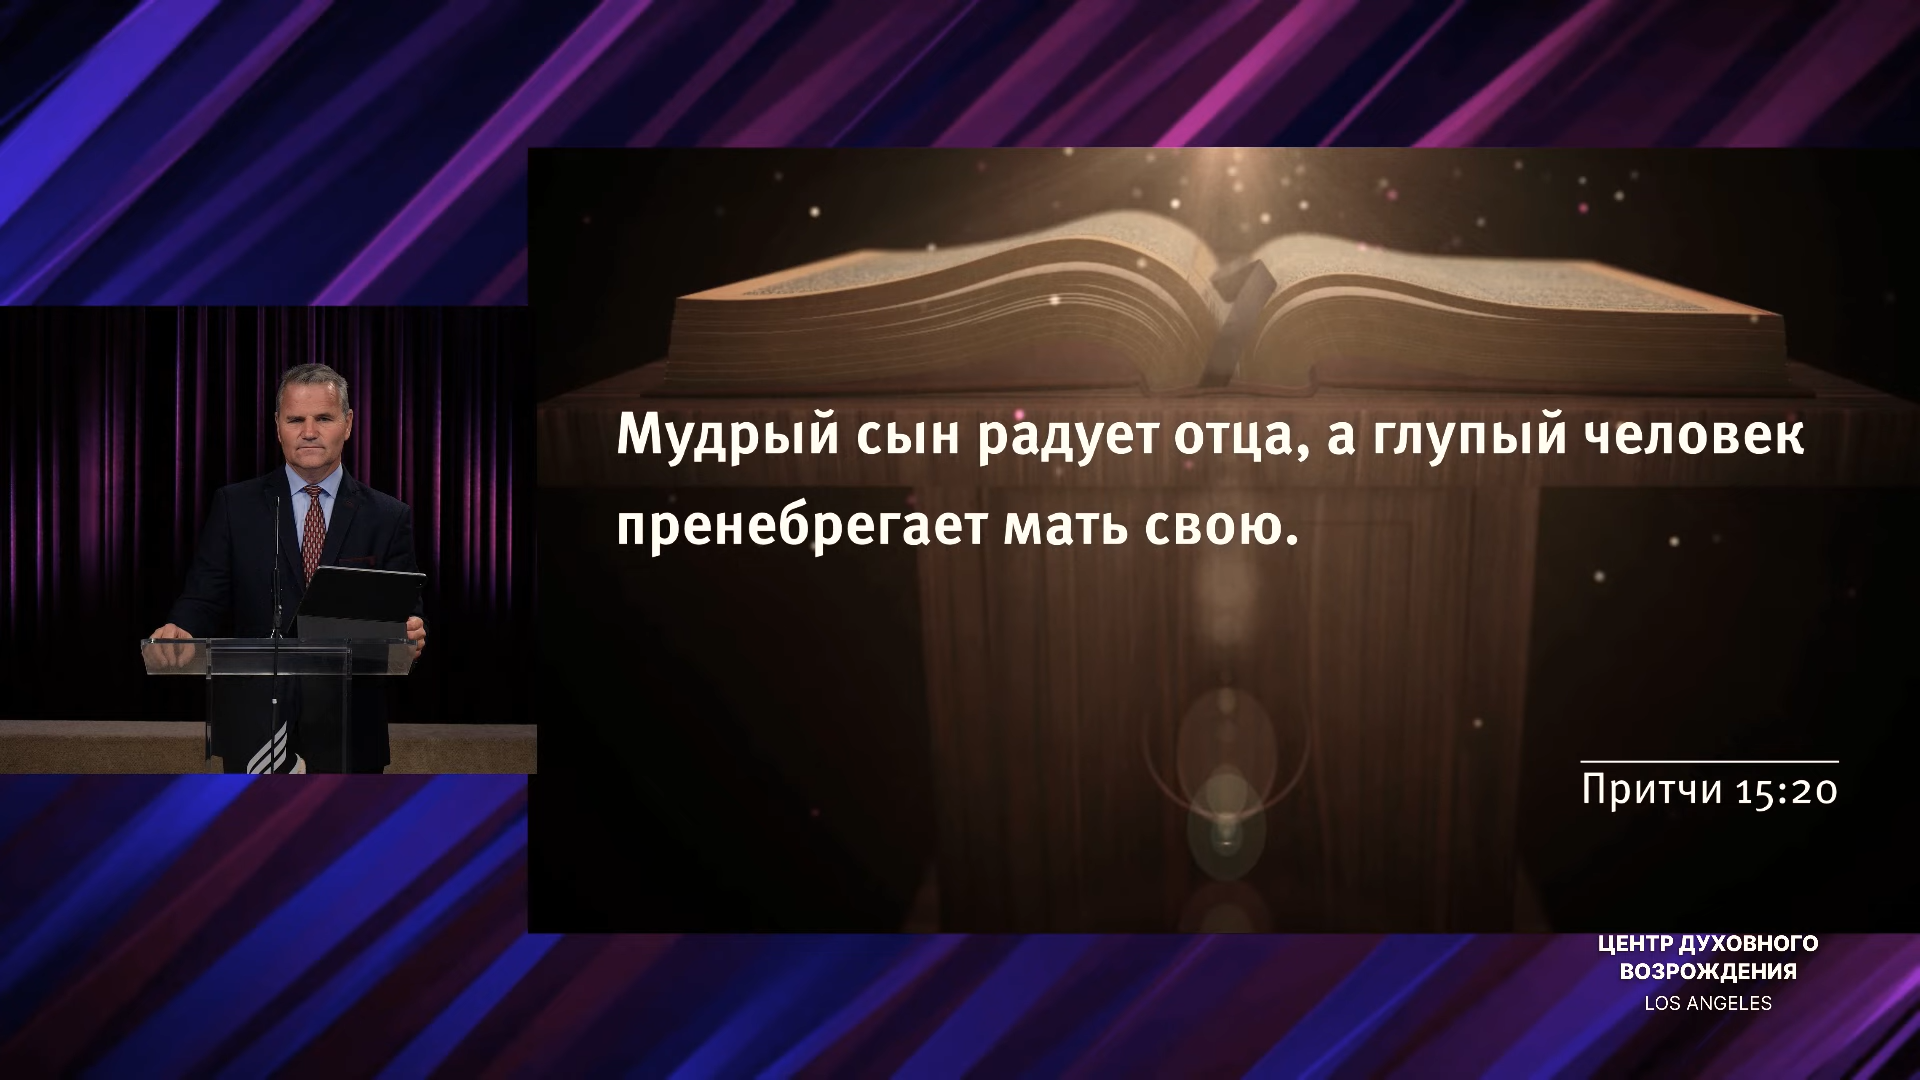 Мудрый сын радует отца, а глупый человек
пренебрегает мать свою.
Притчи 15:20
ЦЕНТР ДУХОВНОГО
ВОЗРОЖДЕНИЯ
LOS ANGELES